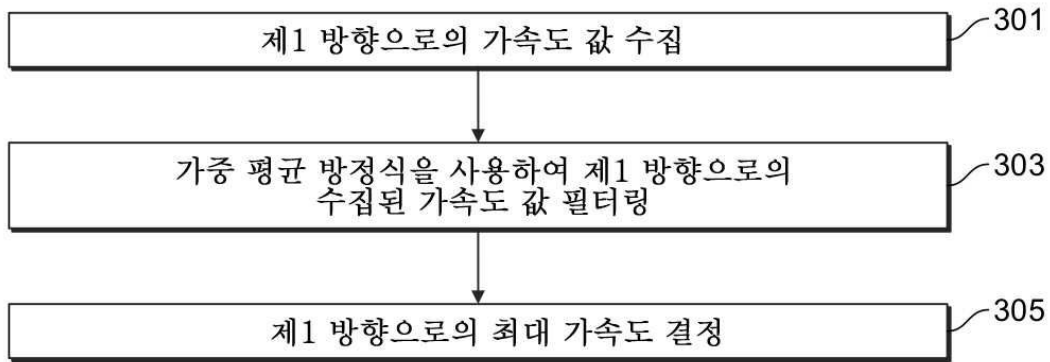 제1 방향으로의 가속도 값 수집
301
가중 평균 방정식을 사용하여 제1 방향으로의
수집된 가속도 값 필터링
303
제1 방향으로의 최대 가속도 결정
305